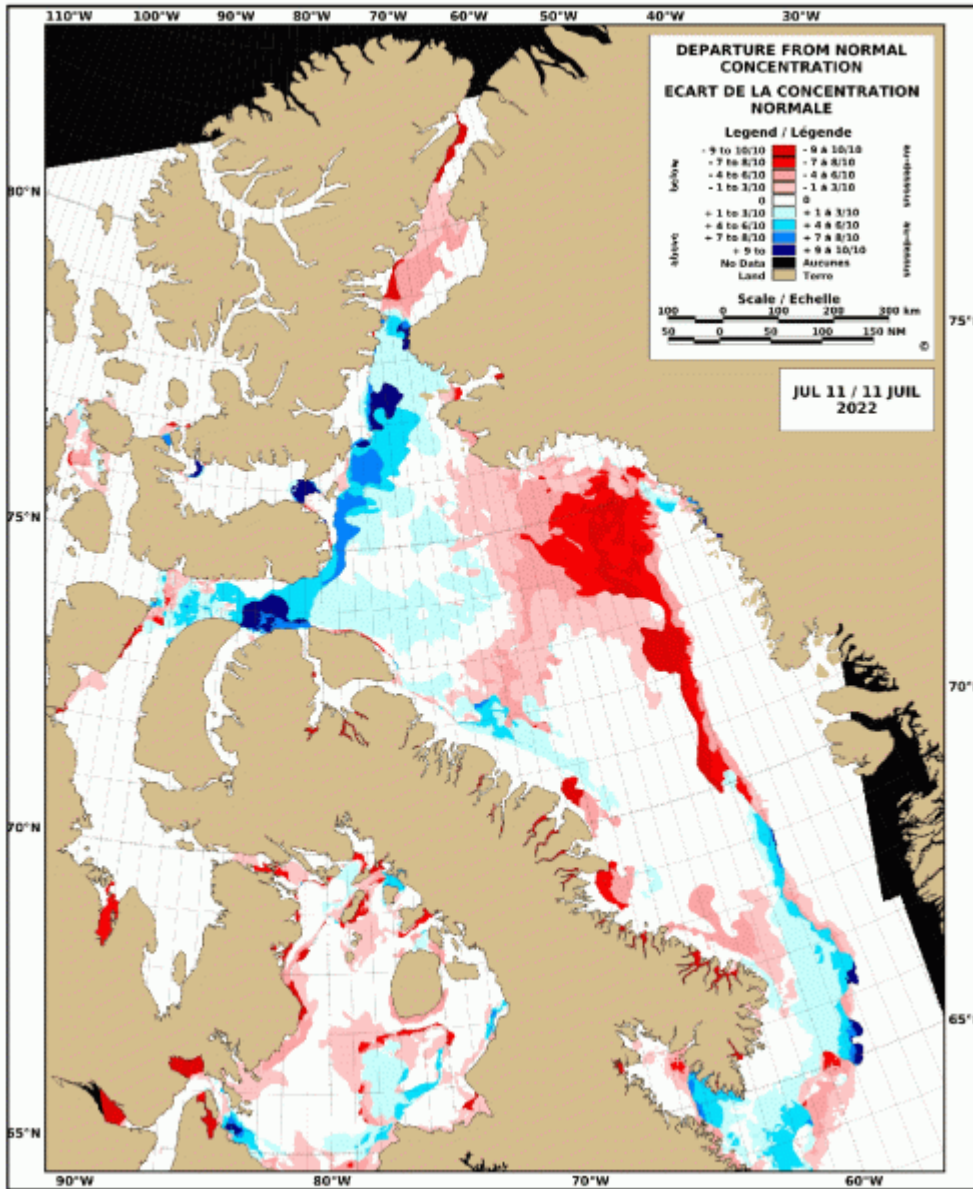 110°W 100°W 90°W 80°W 70°W 60°W 50°W 40°W 30°W
DEPARTURE FROM NORMAL
CONCENTRATION
ECART DE LA CONCENTRATION
NORMALE
Legend / Légende
- 9 to 10/10 - 9 à 10/10
- 7 to 8/10 - 7 à 8/10
- 4 to 6/10 - 4 à 6/10
- 1 to 3/10 - 1 à 3/10
0 0
+ 1 to 3/10 + 1 à 3/10
+ 4 to 6/10 + 4 à 6/10
+ 7 to 8/10 + 7 à 8/10
+ 9 to + 9 à 10/10
No Data Aucunes
Land Terre
below
above
Scale / Echelle
100 0 100 200 300 km
50 0 50 100 150 NM
©
JUL 11 / 11 JUIL
2022
80°N
75°N
70°N
65°N
75°
70°N
65°
90°W 80°W 70°W 60°W